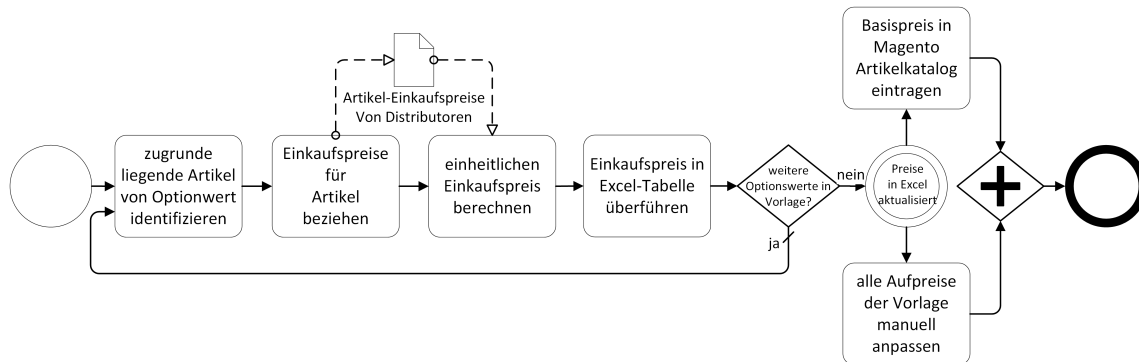 zugrunde
liegende Artikel
von Optionwert
identifizieren
Einkaufspreise
für
Artikel
beziehen
Artikel-Einkaufspreise
Von Distributoren
einheitlichen
Einkaufspreis
berechnen
Einkaufspreis in
Excel-Tabelle
überführen
weitere
Optionswerte in
Vorlage?
nein
ja
Preise
in Excel
aktualisiert
Basispreis in
Magento
Artikelkatalog
eintragen
alle Aufpreise
der Vorlage
manuell
anpassen